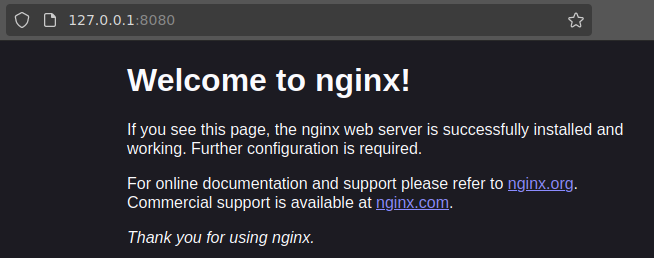 127.0.0.1:8080
Welcome to nginx!
If you see this page, the nginx web server is successfully installed and
working. Further configuration is required.
For online documentation and support please refer to nginx.org.
Commercial support is available at nginx.com.
Thank you for using nginx.